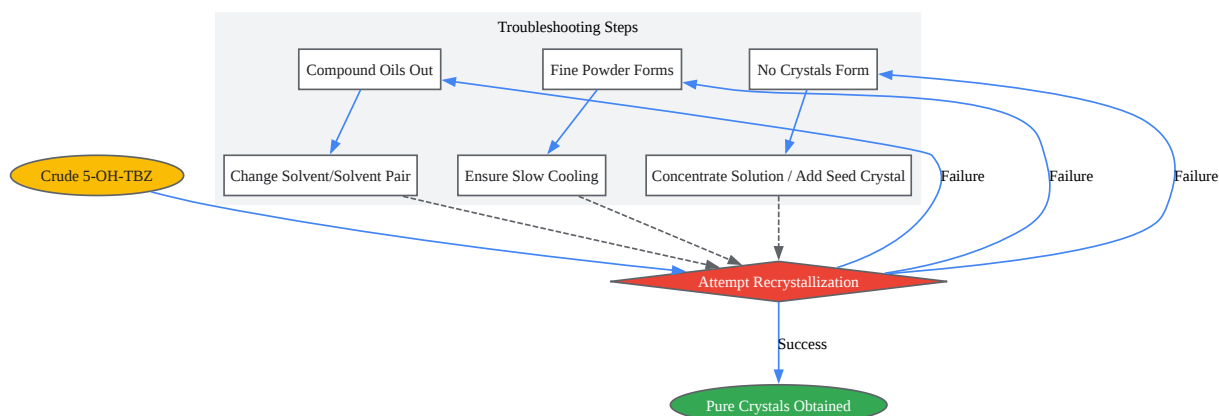 Troubleshooting Steps
Compound Oils Out
Fine Powder Forms
No Crystals Form
Crude 5-OH-TBZ
Change Solvent/Solvent Pair
Ensure Slow Cooling
Concentrate Solution / Add Seed Crystal
Failure
Failure
Failure
Attempt Recrystallization
Success
Pure Crystals Obtained